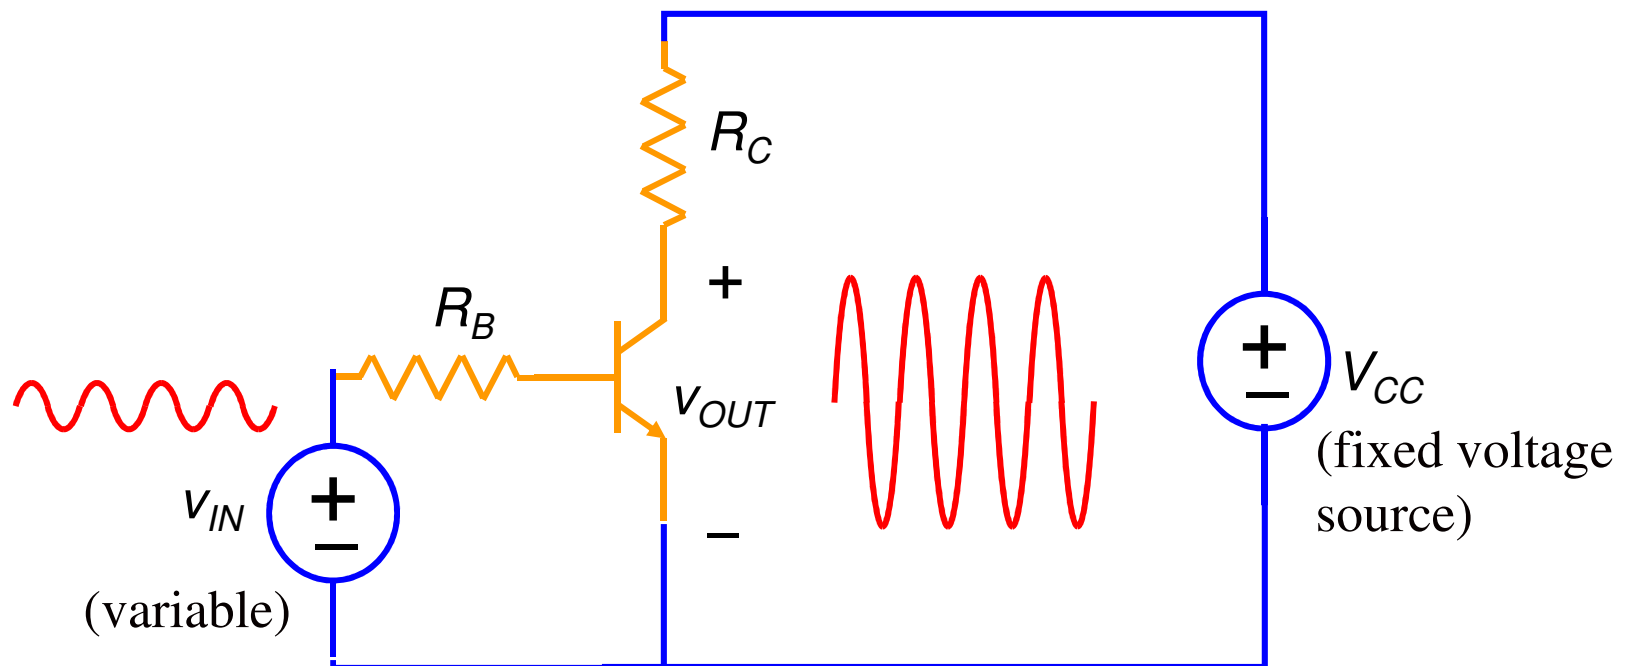 R_C
+
R_B
v_OUT
+
−
V_CC
(fixed voltage
source)
v_IN
+
−
(variable)
−